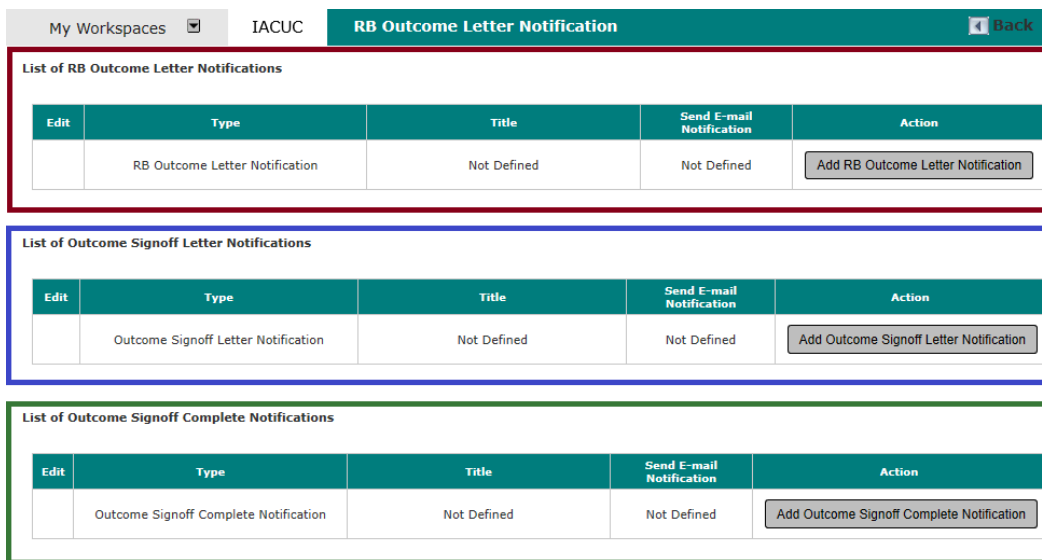 My Workspaces IACUC RB Outcome Letter Notification Back
List of RB Outcome Letter Notifications
Edit Type Title Send E-mail Notification Action
RB Outcome Letter Notification Not Defined Not Defined Add RB Outcome Letter Notification
List of Outcome Signoff Letter Notifications
Edit Type Title Send E-mail Notification Action
Outcome Signoff Letter Notification Not Defined Not Defined Add Outcome Signoff Letter Notification
List of Outcome Signoff Complete Notifications
Edit Type Title Send E-mail Notification Action
Outcome Signoff Complete Notification Not Defined Not Defined Add Outcome Signoff Complete Notification